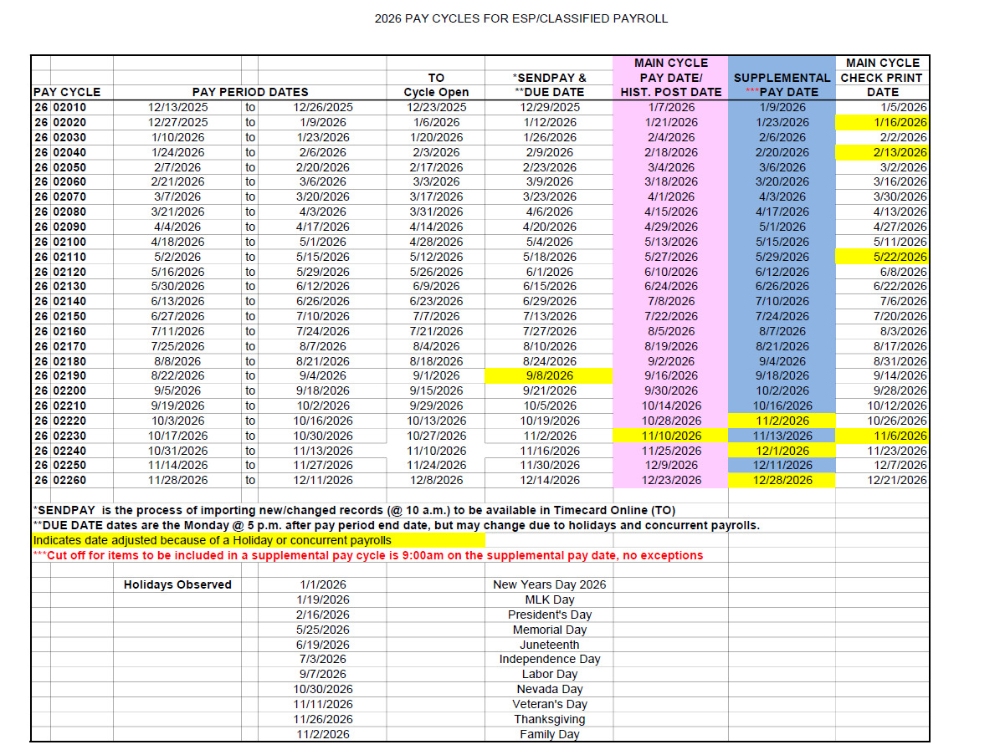 2026 PAY CYCLES FOR ESP/CLASSIFIED PAYROLL
MAIN CYCLE MAIN CYCLE
TO *SENDPAY & PAY DATE/ SUPPLEMENTAL CHECK PRINT
PAY CYCLE PAY PERIOD DATES Cycle Open **DUE DATE HIST. POST DATE ***PAY DATE DATE
26 02010 12/13/2025 to 12/26/2025 12/23/2025 12/29/2025 1/7/2026 1/9/2026 1/5/2026
26 02020 12/27/2025 to 1/9/2026 1/6/2026 1/12/2026 1/21/2026 1/23/2026 1/16/2026
26 02030 1/10/2026 to 1/23/2026 1/20/2026 1/26/2026 2/4/2026 2/6/2026 2/2/2026
26 02040 1/24/2026 to 2/6/2026 2/3/2026 2/9/2026 2/18/2026 2/20/2026 2/13/2026
26 02050 2/7/2026 to 2/20/2026 2/17/2026 2/23/2026 3/4/2026 3/6/2026 3/2/2026
26 02060 2/21/2026 to 3/6/2026 3/3/2026 3/9/2026 3/18/2026 3/20/2026 3/16/2026
26 02070 3/7/2026 to 3/20/2026 3/17/2026 3/23/2026 4/1/2026 4/3/2026 3/30/2026
26 02080 3/21/2026 to 4/3/2026 3/31/2026 4/6/2026 4/15/2026 4/17/2026 4/13/2026
26 02090 4/4/2026 to 4/17/2026 4/14/2026 4/20/2026 4/29/2026 5/1/2026 4/27/2026
26 02100 4/18/2026 to 5/1/2026 4/28/2026 5/4/2026 5/13/2026 5/15/2026 5/11/2026
26 02110 5/2/2026 to 5/15/2026 5/12/2026 5/18/2026 5/27/2026 5/29/2026 5/22/2026
26 02120 5/16/2026 to 5/29/2026 5/26/2026 6/1/2026 6/10/2026 6/12/2026 6/8/2026
26 02130 5/30/2026 to 6/12/2026 6/9/2026 6/15/2026 6/24/2026 6/26/2026 6/22/2026
26 02140 6/13/2026 to 6/26/2026 6/23/2026 6/29/2026 7/8/2026 7/10/2026 7/6/2026
26 02150 6/27/2026 to 7/10/2026 7/7/2026 7/13/2026 7/22/2026 7/24/2026 7/20/2026
26 02160 7/11/2026 to 7/24/2026 7/21/2026 7/27/2026 8/5/2026 8/7/2026 8/3/2026
26 02170 7/25/2026 to 8/7/2026 8/4/2026 8/10/2026 8/19/2026 8/21/2026 8/17/2026
26 02180 8/8/2026 to 8/21/2026 8/18/2026 8/24/2026 9/2/2026 9/4/2026 8/31/2026
26 02190 8/22/2026 to 9/4/2026 9/1/2026 9/8/2026 9/16/2026 9/18/2026 9/14/2026
26 02200 9/5/2026 to 9/18/2026 9/15/2026 9/21/2026 9/30/2026 10/2/2026 9/28/2026
26 02210 9/19/2026 to 10/2/2026 9/29/2026 10/5/2026 10/14/2026 10/16/2026 10/12/2026
26 02220 10/3/2026 to 10/16/2026 10/13/2026 10/19/2026 10/28/2026 11/2/2026 10/26/2026
26 02230 10/17/2026 to 10/30/2026 10/27/2026 11/2/2026 11/10/2026 11/13/2026 11/6/2026
26 02240 10/31/2026 to 11/13/2026 11/10/2026 11/16/2026 11/25/2026 12/1/2026 11/23/2026
26 02250 11/14/2026 to 11/27/2026 11/24/2026 11/30/2026 12/9/2026 12/11/2026 12/7/2026
26 02260 11/28/2026 to 12/11/2026 12/8/2026 12/14/2026 12/23/2026 12/28/2026 12/21/2026
*SENDPAY is the process of importing new/changed records (@ 10 a.m.) to be available in Timecard Online (TO)
**DUE DATE dates are the Monday @ 5 p.m. after pay period end date, but may change due to holidays and concurrent payrolls.
Indicates date adjusted because of a Holiday or concurrent payrolls
***Cut off for items to be included in a supplemental pay cycle is 9:00am on the supplemental pay date, no exceptions
Holidays Observed 1/1/2026 New Years Day 2026
1/19/2026 MLK Day
2/16/2026 President's Day
5/25/2026 Memorial Day
6/19/2026 Juneteenth
7/3/2026 Independence Day
9/7/2026 Labor Day
10/30/2026 Nevada Day
11/11/2026 Veteran's Day
11/26/2026 Thanksgiving
11/2/2026 Family Day